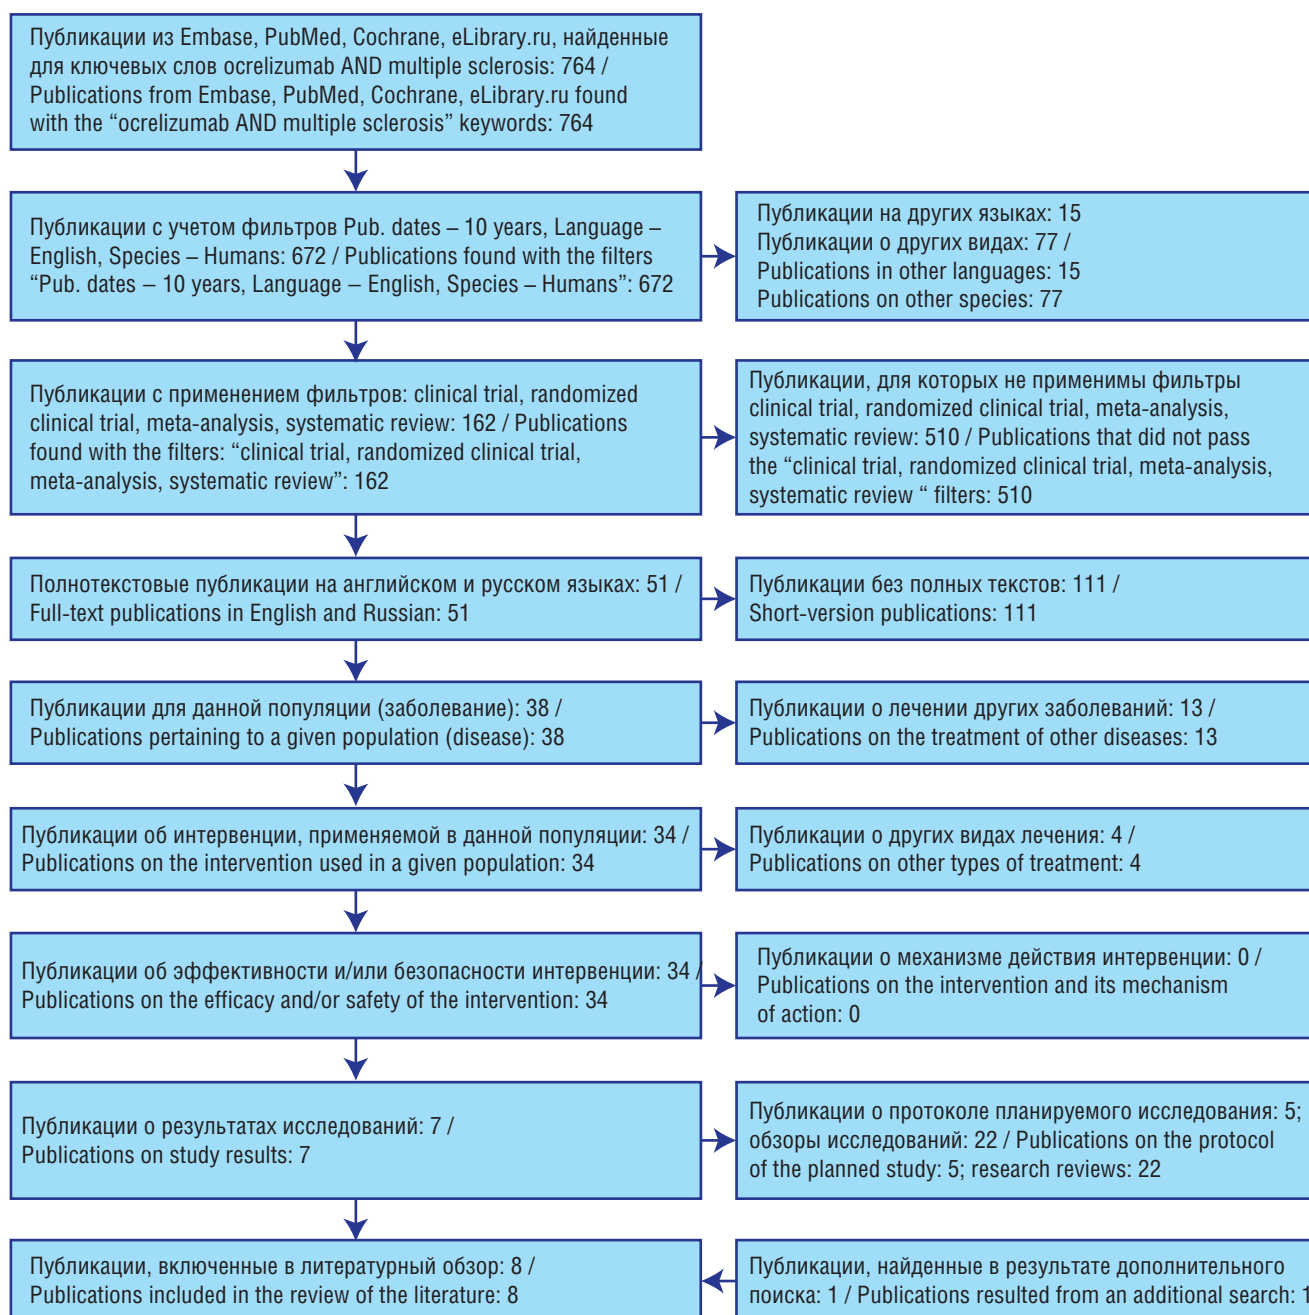 Публикации из Embase, PubMed, Cochrane, eLibrary.ru, найденные
для ключевых слов ocrelizumab AND multiple sclerosis: 764 /
Publications from Embase, PubMed, Cochrane, eLibrary.ru found
with the “ocrelizumab AND multiple sclerosis” keywords: 764
Публикации с учетом фильтров Pub. dates – 10 years, Language –
English, Species – Humans: 672 / Publications found with the filters
“Pub. dates – 10 years, Language – English, Species – Humans”: 672
Публикации на других языках: 15
Публикации о других видах: 77 /
Publications in other languages: 15
Publications on other species: 77
Публикации с применением фильтров: clinical trial, randomized
clinical trial, meta-analysis, systematic review: 162 / Publications
found with the filters: “clinical trial, randomized clinical trial,
meta-analysis, systematic review”: 162
Публикации, для которых не применимы фильтры
clinical trial, randomized clinical trial, meta-analysis,
systematic review: 510 / Publications that did not pass
the “clinical trial, randomized clinical trial, meta-analysis,
systematic review “ filters: 510
Полнотекстовые публикации на английском и русском языках: 51 /
Full-text publications in English and Russian: 51
Публикации без полных текстов: 111 /
Short-version publications: 111
Публикации для данной популяции (заболевание): 38 /
Publications pertaining to a given population (disease): 38
Публикации о лечении других заболеваний: 13 /
Publications on the treatment of other diseases: 13
Публикации об интервенции, применяемой в данной популяции: 34 /
Publications on the intervention used in a given population: 34
Публикации о других видах лечения: 4 /
Publications on other types of treatment: 4
Публикации об эффективности и/или безопасности интервенции: 34 /
Publications on the efficacy and/or safety of the intervention: 34
Публикации о механизме действия интервенции: 0 /
Publications on the intervention and its mechanism
of action: 0
Публикации о результатах исследований: 7 /
Publications on study results: 7
Публикации о протоколе планируемого исследования: 5;
обзоры исследований: 22 / Publications on the protocol
of the planned study: 5; research reviews: 22
Публикации, включенные в литературный обзор: 8 /
Publications included in the review of the literature: 8
Публикации, найденные в результате дополнительного
поиска: 1 / Publications resulted from an additional search: 1